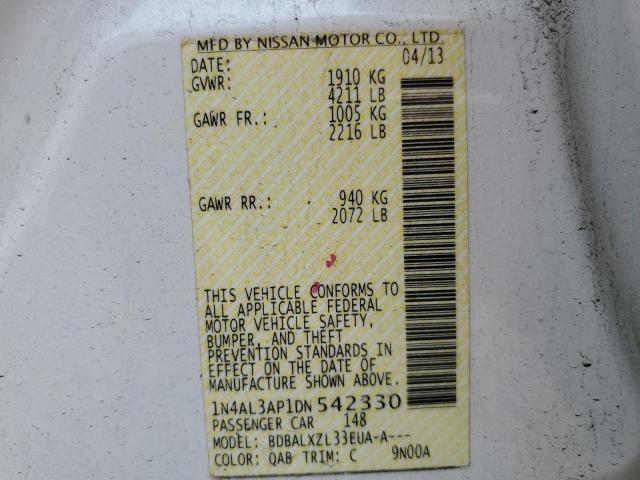 MFD BY NISSAN MOTOR CO., LTD.
DATE: 04/13
GVWR: 1910 KG
4211 LB
GAWR FR.: 1005 KG
2216 LB
GAWR RR.: 940 KG
2072 LB
THIS VEHICLE CONFORMS TO
ALL APPLICABLE FEDERAL
MOTOR VEHICLE SAFETY,
BUMPER, AND THEFT
PREVENTION STANDARDS IN
EFFECT ON THE DATE OF
MANUFACTURE SHOWN ABOVE.
1N4AL3AP1DN542330
PASSENGER CAR 148
MODEL: BDBALXZL33EUA-A---
COLOR: QAB TRIM: C 9N00A